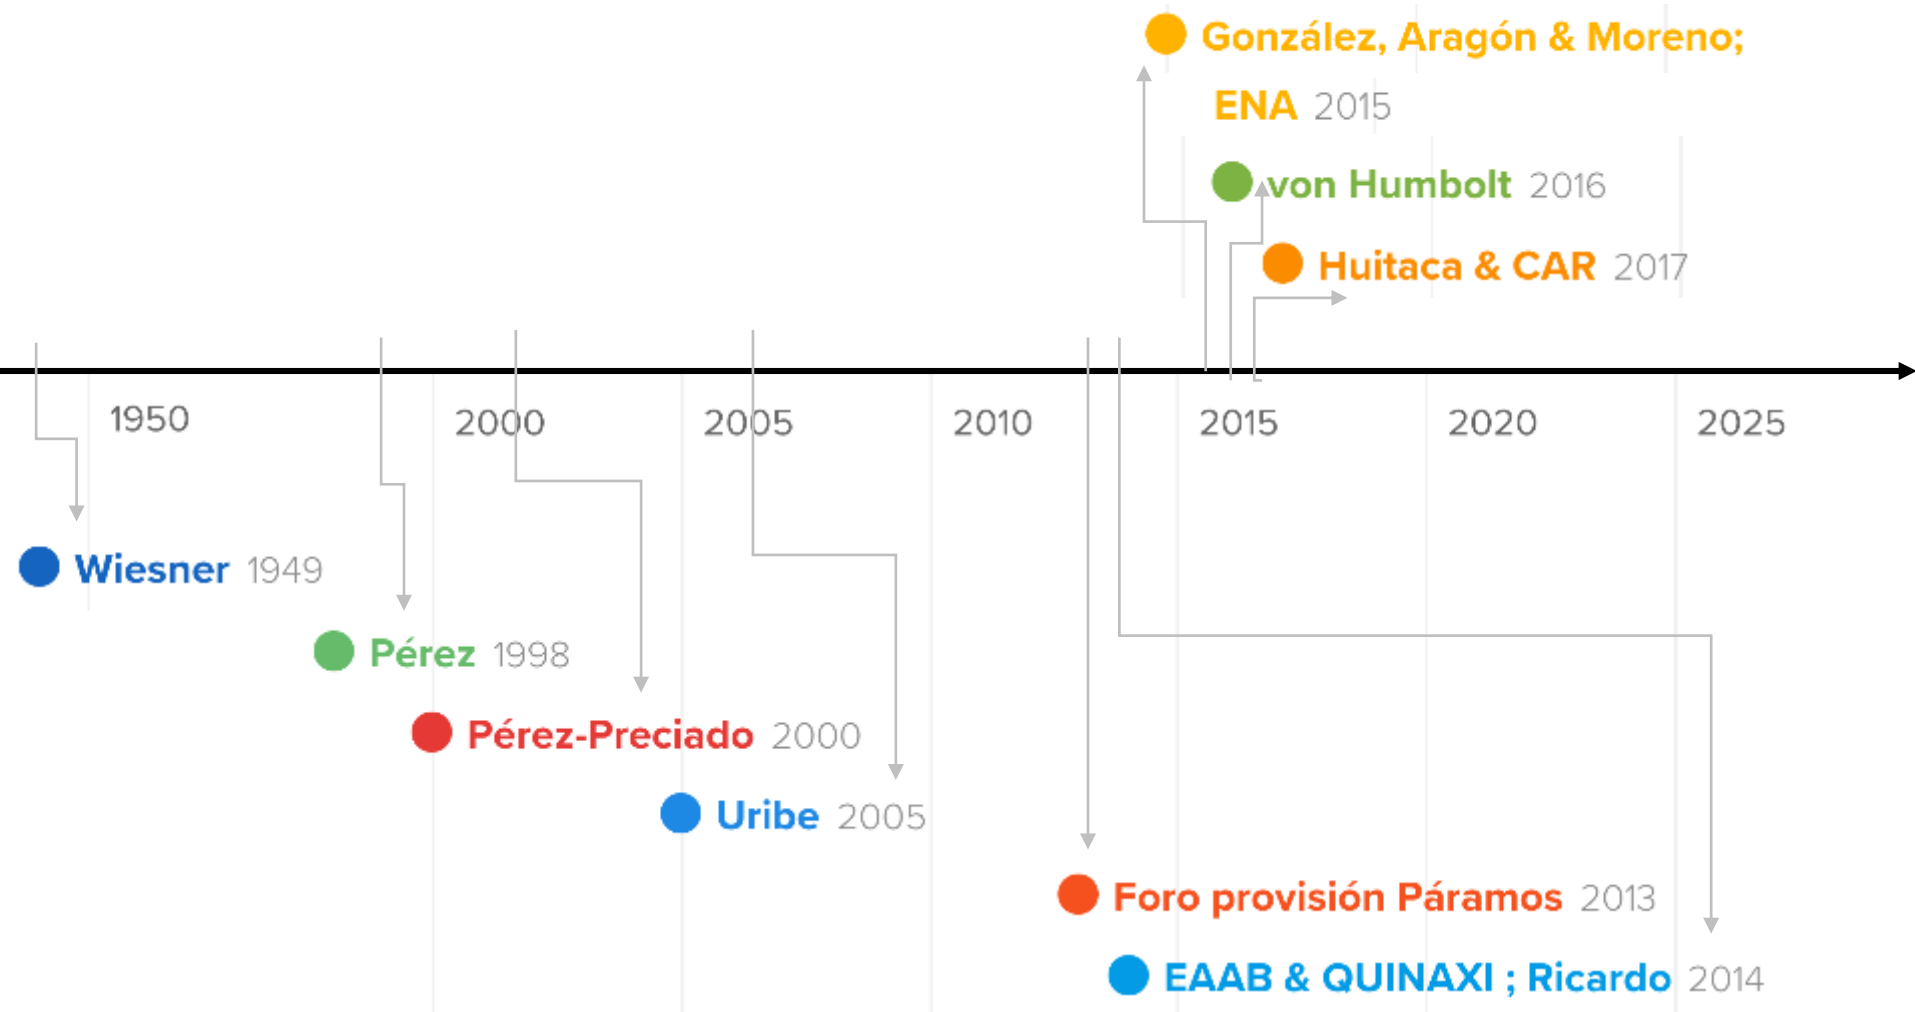 González, Aragón & Moreno;
ENA 2015
von Humbolt 2016
Huitaca & CAR 2017
1950 2000 2005 2010 2015 2020 2025
Wiesner 1949
Pérez 1998
Pérez-Preciado 2000
Uribe 2005
Foro provisión Páramos 2013
EAAB & QUINAXI ; Ricardo 2014